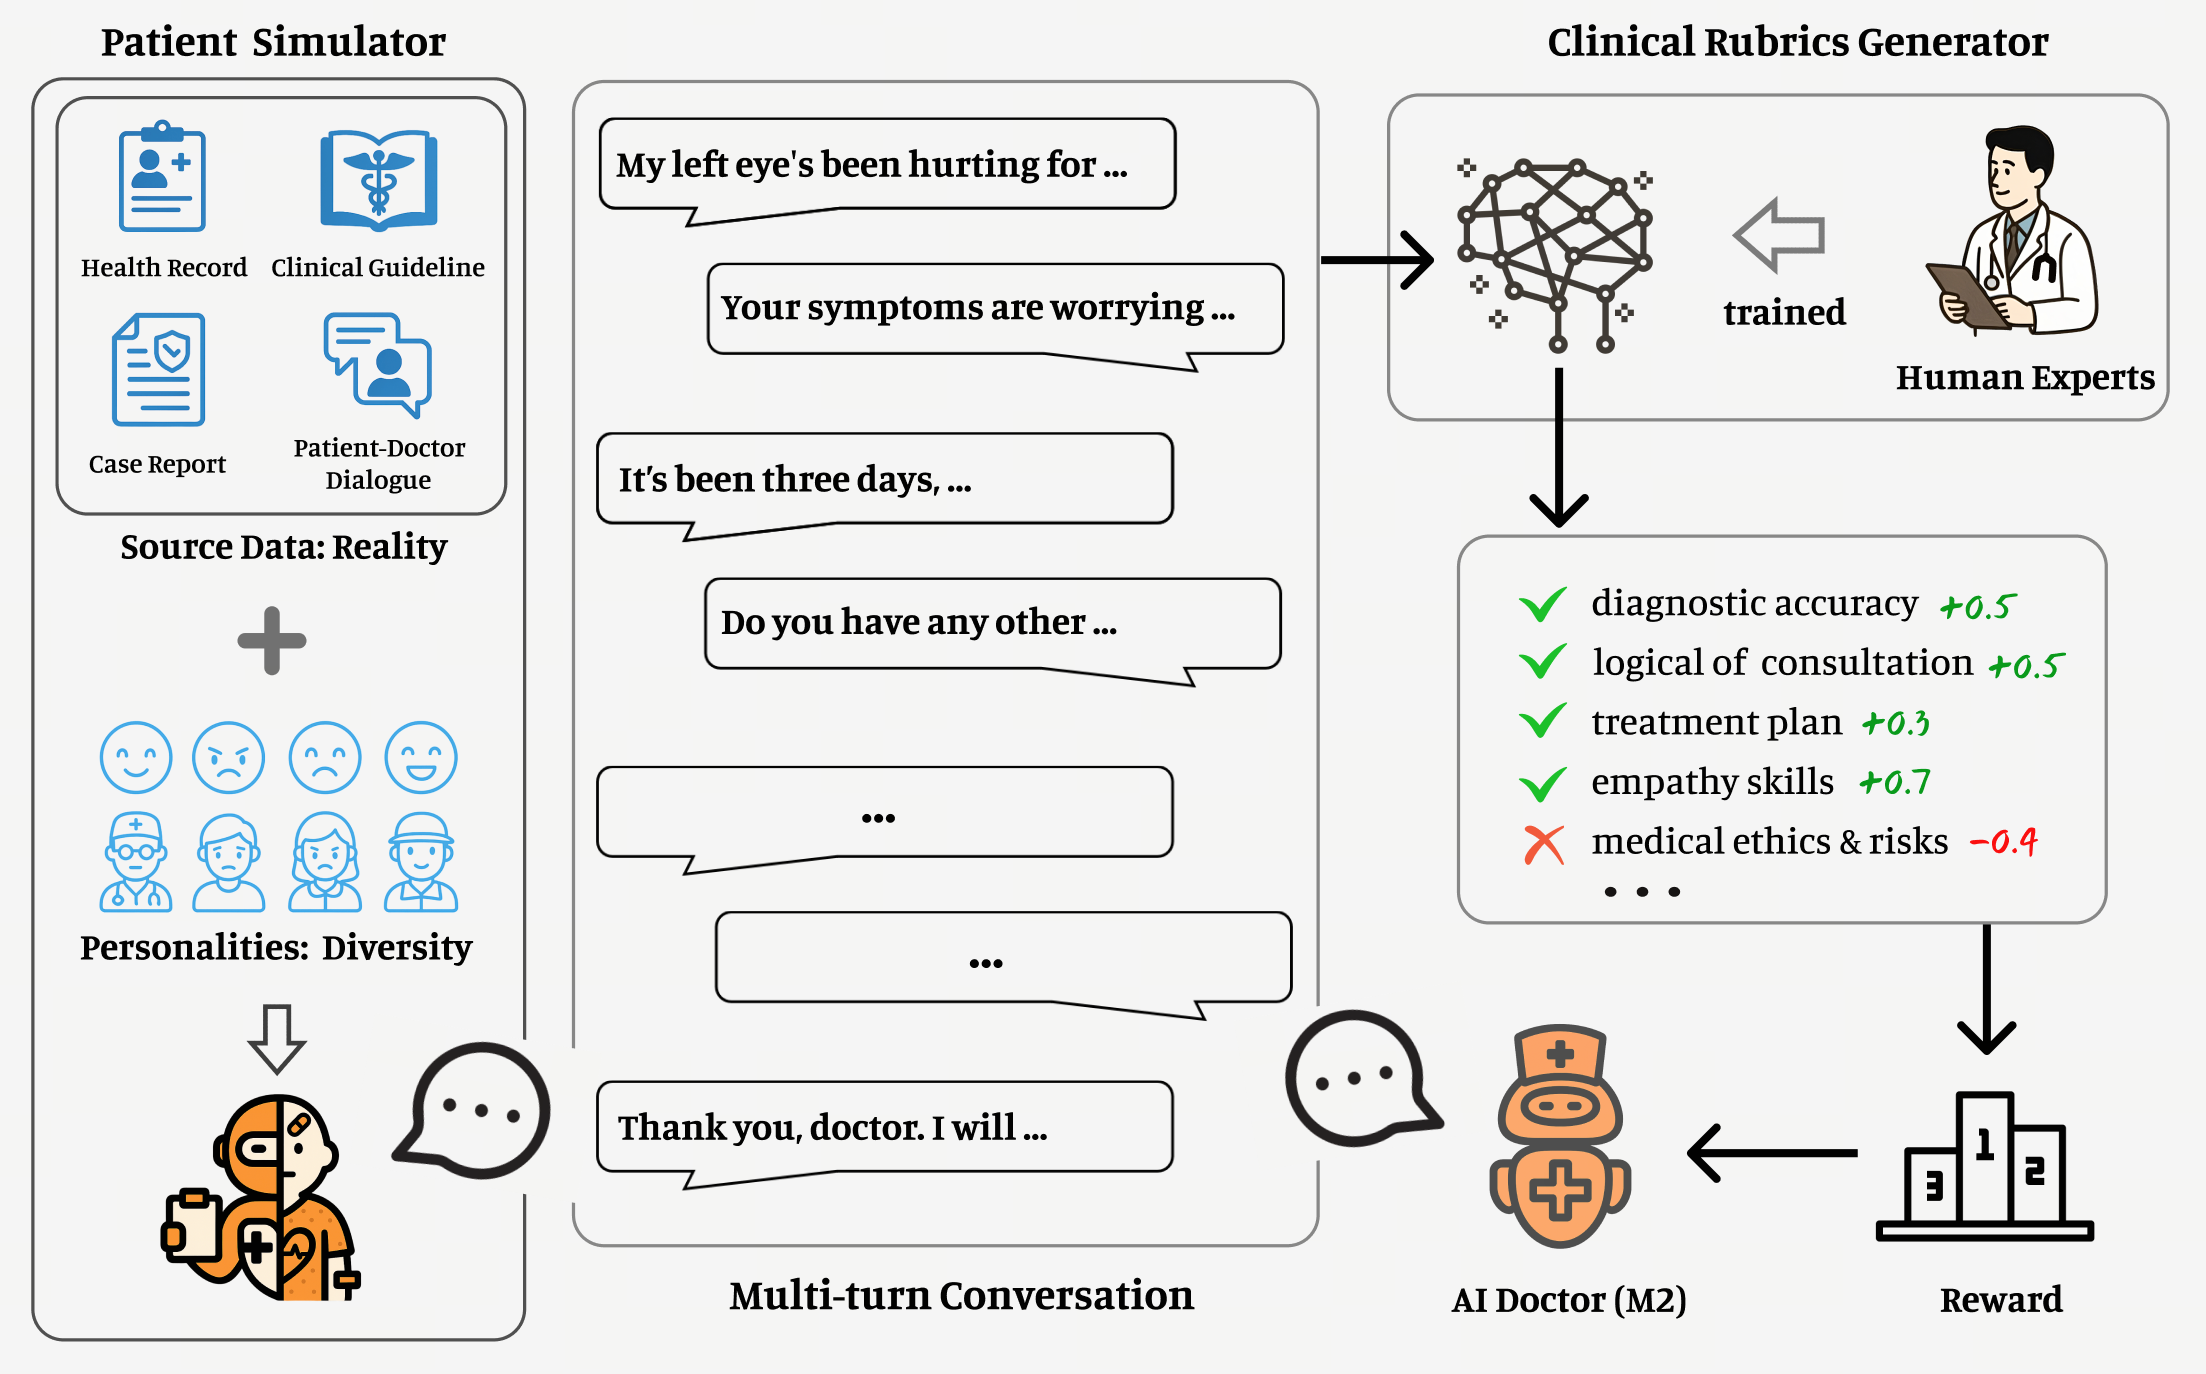 Patient Simulator
Health Record
Clinical Guideline
Case Report
Patient-Doctor
Dialogue
Source Data: Reality
Personalities: Diversity
My left eye's been hurting for ...
Your symptoms are worrying ...
It's been three days, ...
Do you have any other ...
...
...
Thank you, doctor. I will ...
Multi-turn Conversation
Clinical Rubrics Generator
trained
Human Experts
diagnostic accuracy +0.5
logical of consultation +0.5
treatment plan +0.3
empathy skills +0.7
medical ethics & risks -0.4
...
AI Doctor (M2)
3 1 2
Reward